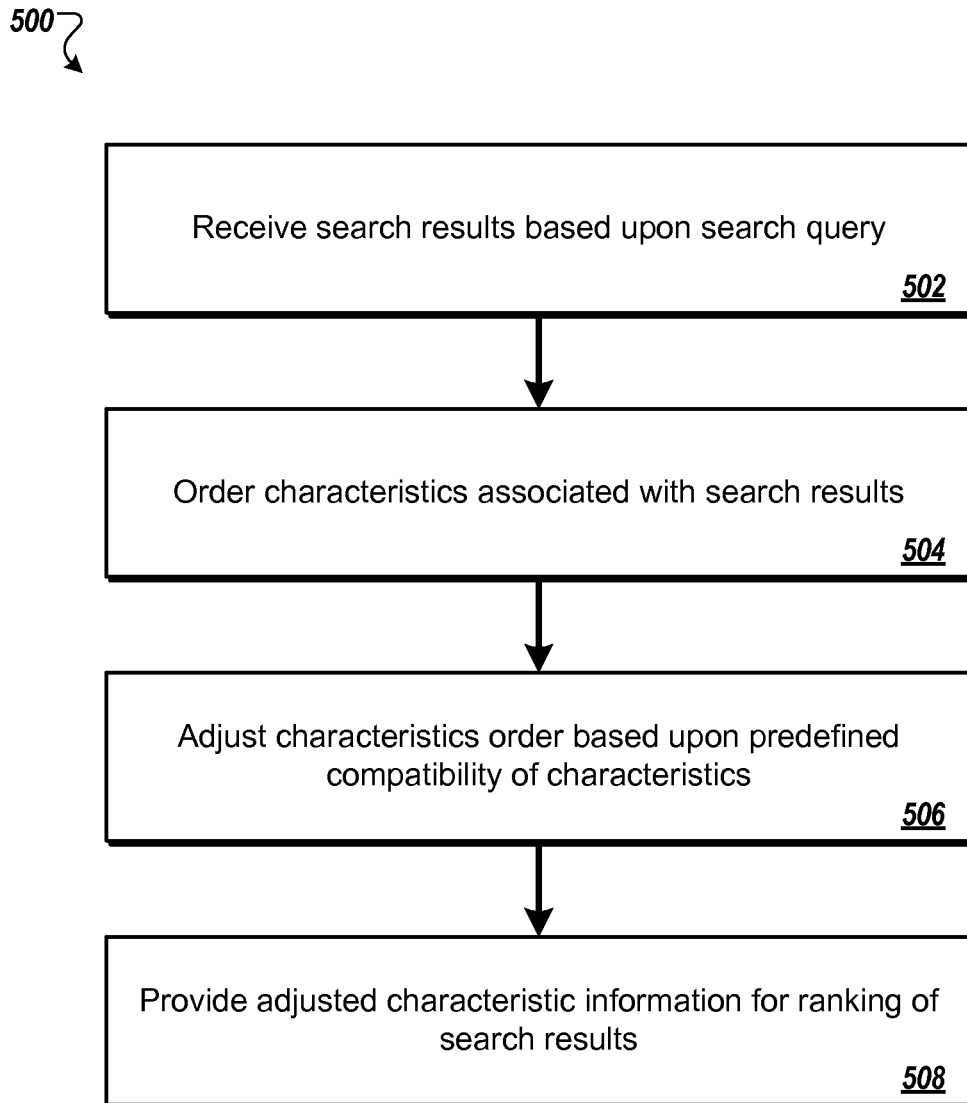 500
Receive search results based upon search query
502
Order characteristics associated with search results
504
Adjust characteristics order based upon predefined
compatibility of characteristics
506
Provide adjusted characteristic information for ranking of
search results
508